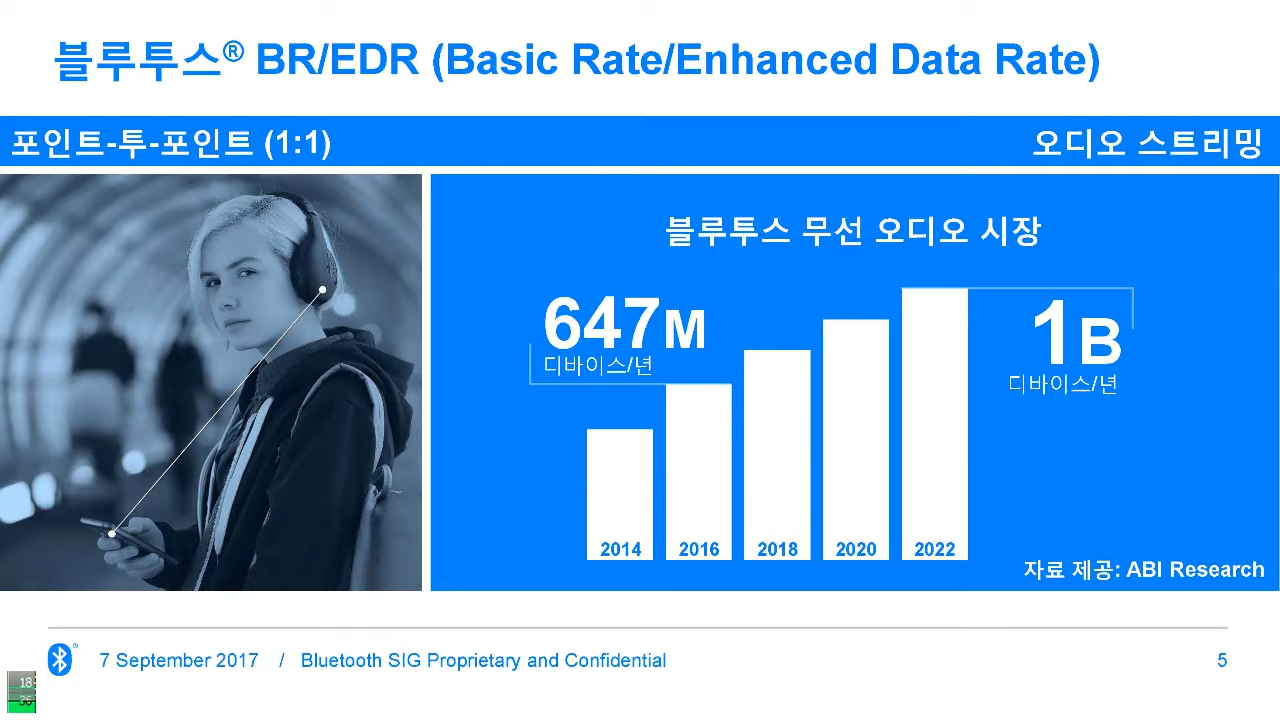 블루투스® BR/EDR (Basic Rate/Enhanced Data Rate)
포인트-투-포인트 (1:1)
오디오 스트리밍
블루투스 무선 오디오 시장
647M
디바이스/년
1B
디바이스/년
2014 2016 2018 2020 2022
자료 제공: ABI Research
® 7 September 2017 / Bluetooth SIG Proprietary and Confidential 5
18
36